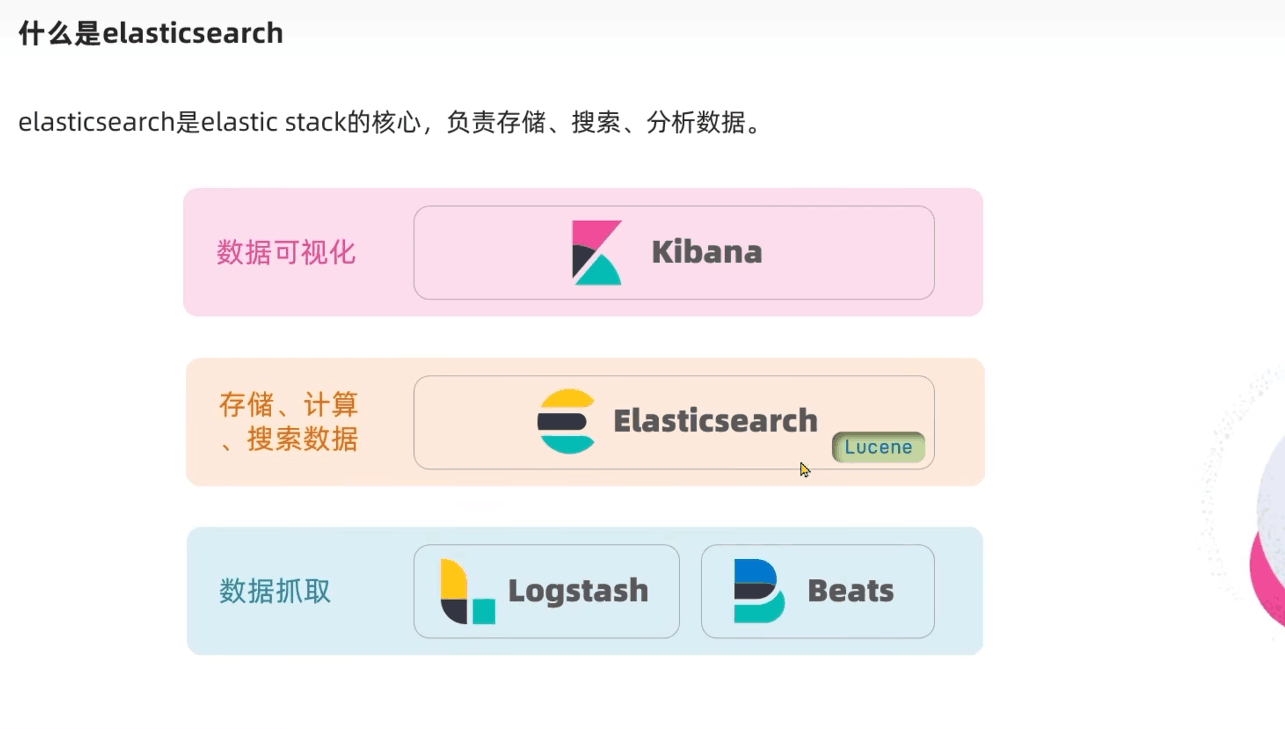 什么是elasticsearch
elasticsearch是elastic stack的核心，负责存储、搜索、分析数据。
数据可视化
Kibana
存储、计算
、搜索数据
Elasticsearch
Lucene
数据抓取
Logstash
Beats